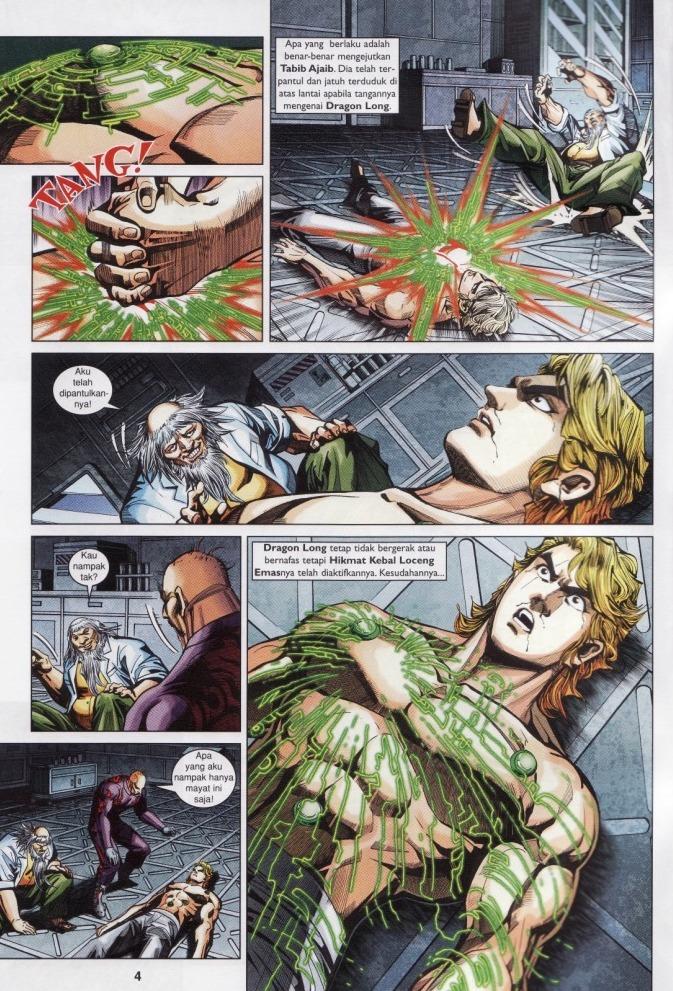 TANG!
Apa yang berlaku adalah
benar-benar mengejutkan
Tabib Ajaib. Dia telah ter-
pantul dan jatuh terduduk di
atas lantai apabila tangannya
mengenai Dragon Long.
Aku
telah
dipantulkan-
nya!
Kau
nampak
tak?
Dragon Long tetap tidak bergerak atau
bernafas tetapi Hikmat Kebal Loceng
Emasnya telah diaktifkannya. Kesudahannya...
Apa
yang aku
nampak hanya
mayat ini
saja!
4